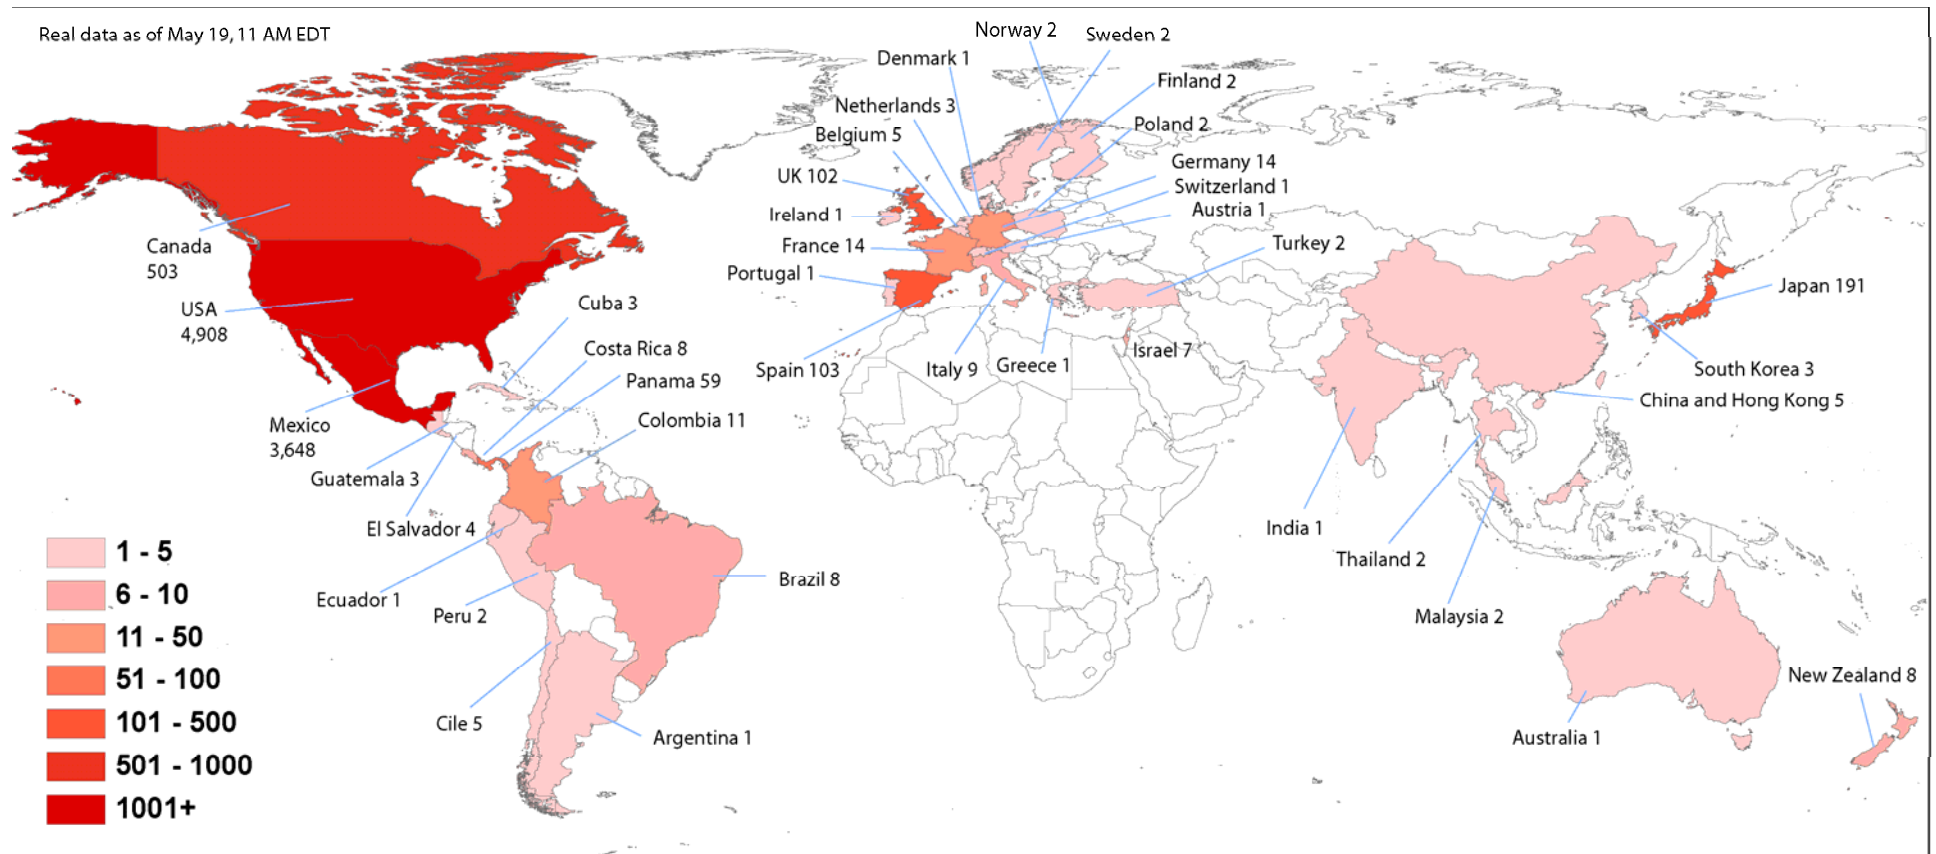 Real data as of May 19, 11 AM EDT
Norway 2
Sweden 2
Denmark 1
Finland 2
Netherlands 3
Poland 2
Belgium 5
Germany 14
UK 102
Switzerland 1
Ireland 1
Austria 1
France 14
Turkey 2
Portugal 1
Canada
503
USA
4,908
Cuba 3
Japan 191
Costa Rica 8
Israel 7
Spain 103
Italy 9
Greece 1
South Korea 3
Panama 59
China and Hong Kong 5
Colombia 11
Mexico
3,648
Guatemala 3
El Salvador 4
India 1
Thailand 2
Ecuador 1
Peru 2
Brazil 8
Malaysia 2
New Zealand 8
Cile 5
Argentina 1
Australia 1
1 - 5
6 - 10
11 - 50
51 - 100
101 - 500
501 - 1000
1001+